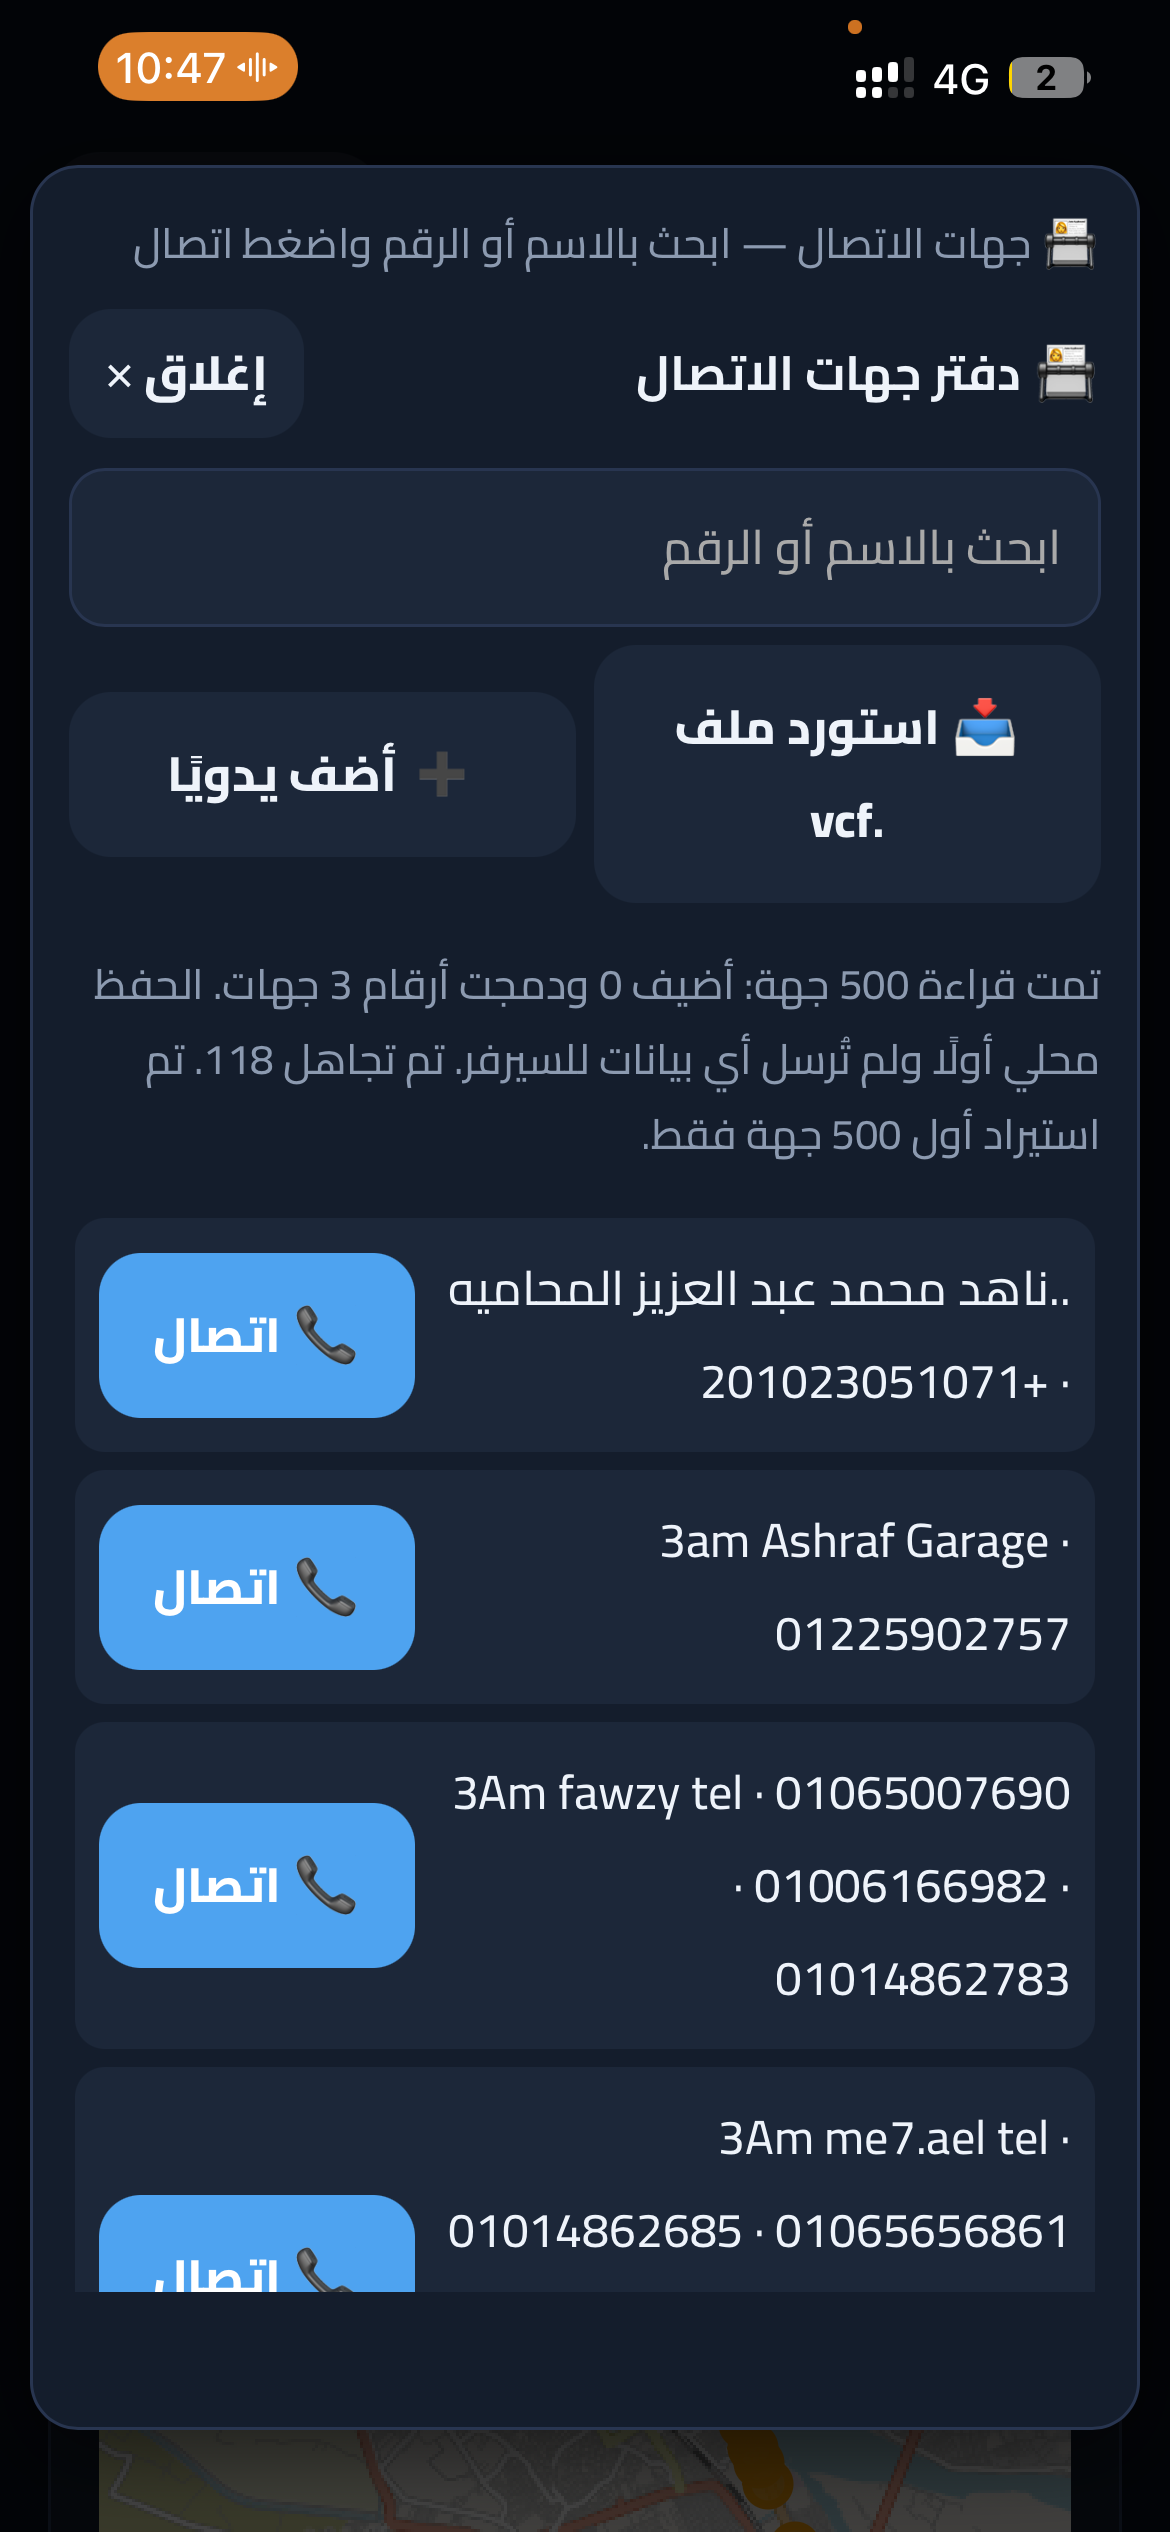 10:47
4G 2
جهات الاتصال — ابحث بالاسم أو الرقم واضغط اتصال
دفتر جهات الاتصال
إغلاق ×
ابحث بالاسم أو الرقم
استورد ملف
.vcf
➕ أضف يدويًا
تمت قراءة 500 جهة: أضيف 0 ودمجت أرقام 3 جهات. الحفظ
محلي أولًا ولم تُرسل أي بيانات للسيرفر. تم تجاهل 118. تم
استيراد أول 500 جهة فقط.
..ناهد محمد عبد العزيز المحاميه
· +201023051071
اتصال
3am Ashraf Garage ·
01225902757
اتصال
3Am fawzy tel · 01065007690
· 01006166982 ·
01014862783
اتصال
3Am me7.ael tel ·
01014862685 · 01065656861
اتصال